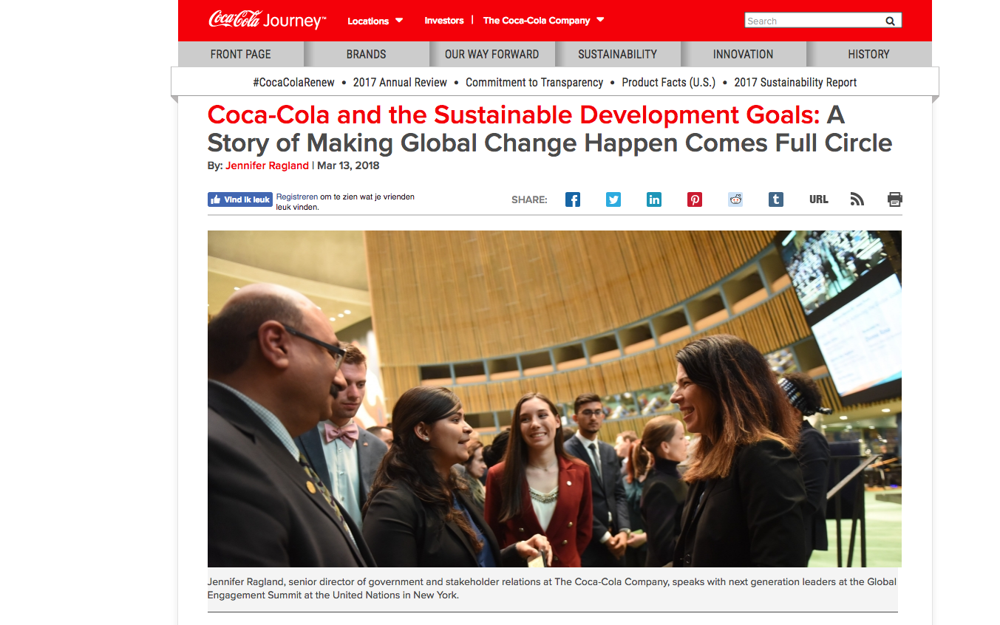 Coca-Cola Journey™ Locations Investors | The Coca-Cola Company
Search
FRONT PAGE BRANDS OUR WAY FORWARD SUSTAINABILITY INNOVATION HISTORY
#CocaColaRenew • 2017 Annual Review • Commitment to Transparency • Product Facts (U.S.) • 2017 Sustainability Report
Coca-Cola and the Sustainable Development Goals: A
Story of Making Global Change Happen Comes Full Circle
By: Jennifer Ragland | Mar 13, 2018
Vind ik leuk Registreren om te zien wat je vrienden
leuk vinden.
SHARE: URL
Jennifer Ragland, senior director of government and stakeholder relations at The Coca-Cola Company, speaks with next generation leaders at the Global
Engagement Summit at the United Nations in New York.